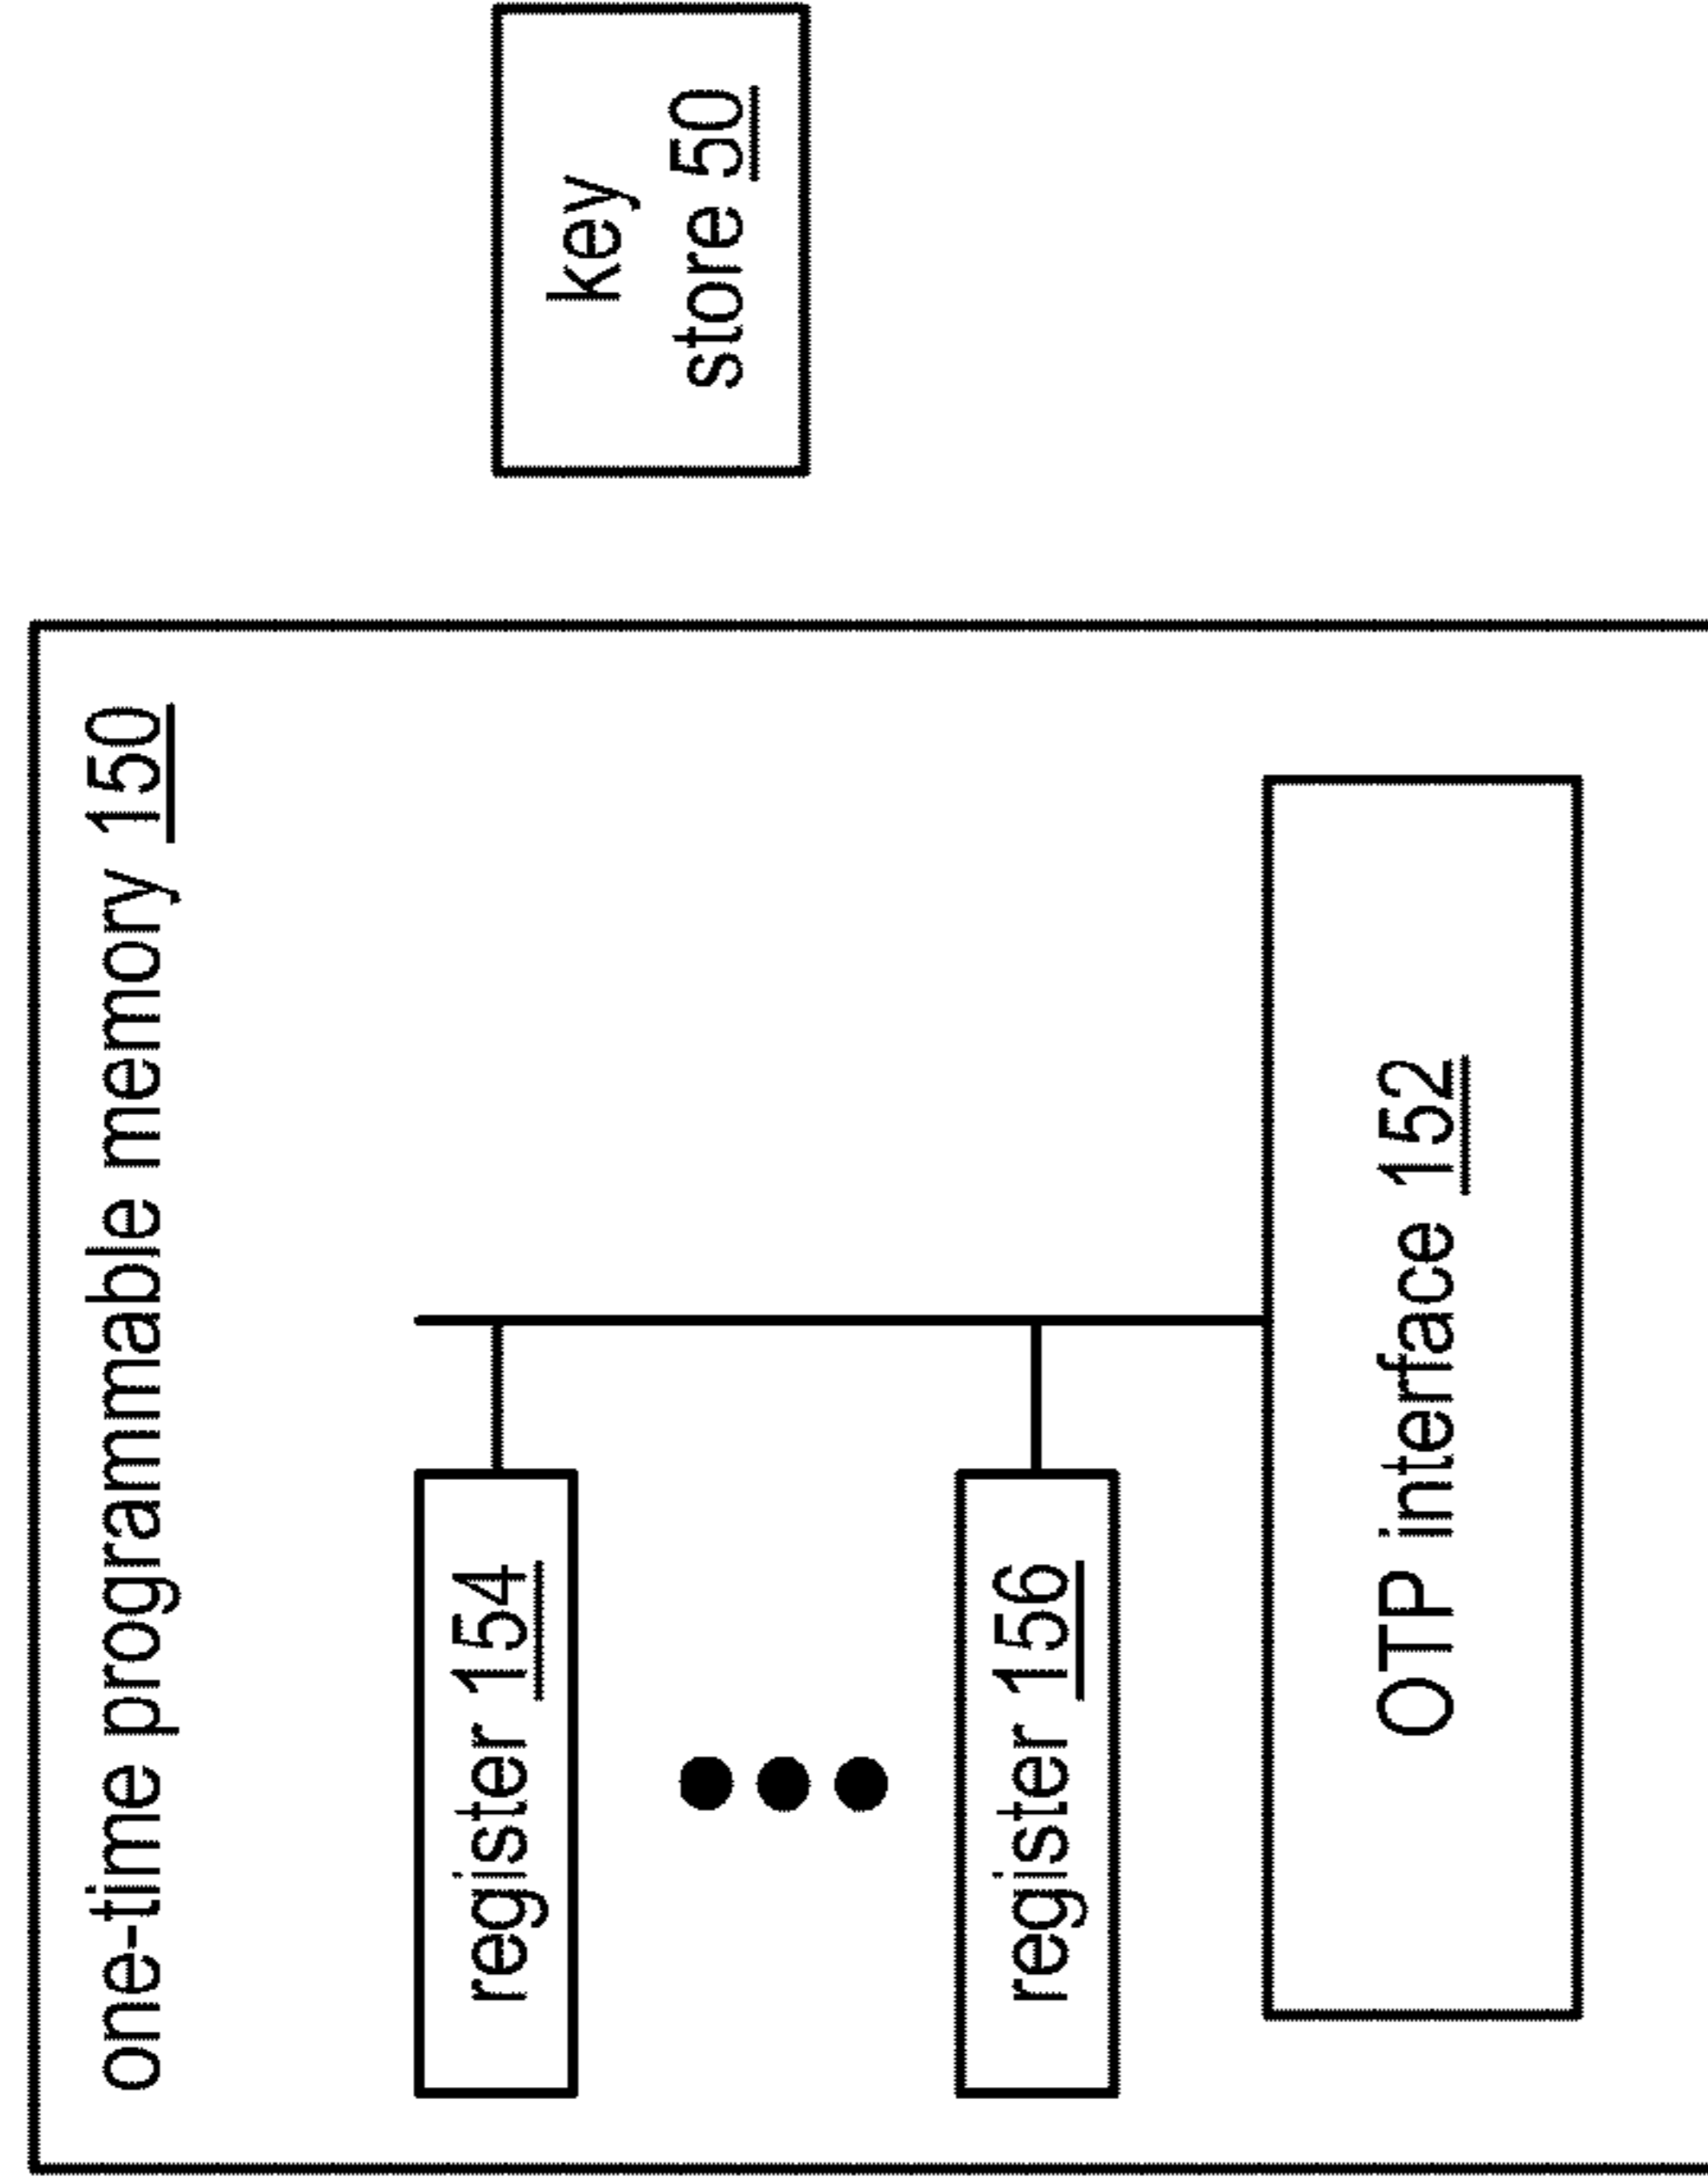 one-time programmable memory 150
register 154
register 156
OTP interface 152
key
store 50